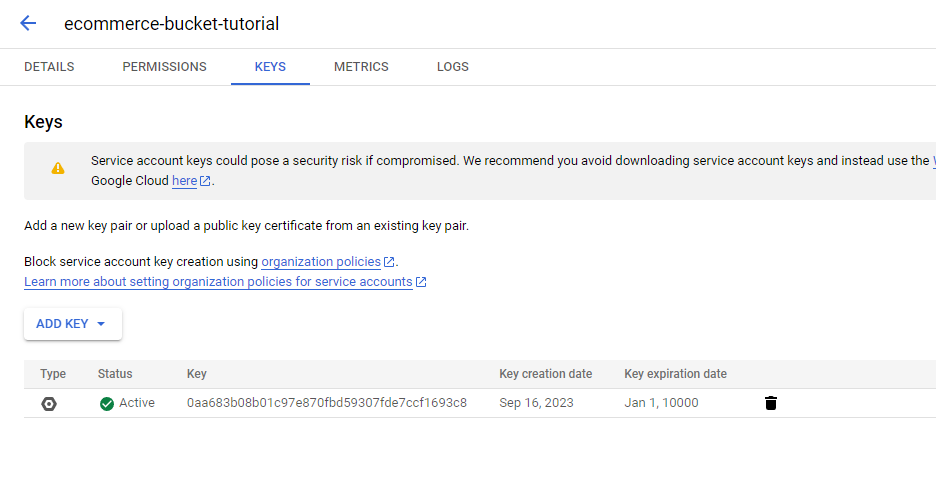 ecommerce-bucket-tutorial
DETAILS PERMISSIONS KEYS METRICS LOGS
Keys
Service account keys could pose a security risk if compromised. We recommend you avoid downloading service account keys and instead use the
Google Cloud here.
Add a new key pair or upload a public key certificate from an existing key pair.
Block service account key creation using organization policies.
Learn more about setting organization policies for service accounts
ADD KEY
Type Status Key Key creation date Key expiration date
Active 0aa683b08b01c97e870fbd59307fde7ccf1693c8 Sep 16, 2023 Jan 1, 10000